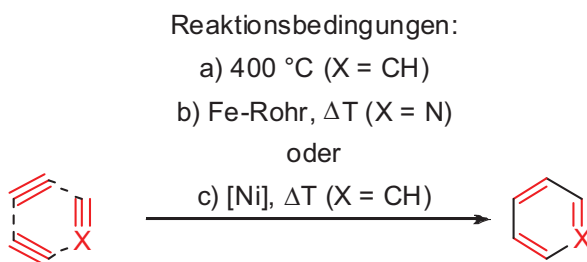 Reaktionsbedingungen:
a) 400 °C (X = CH)
b) Fe-Rohr, ΔT (X = N)
oder
c) [Ni], ΔT (X = CH)
X
X